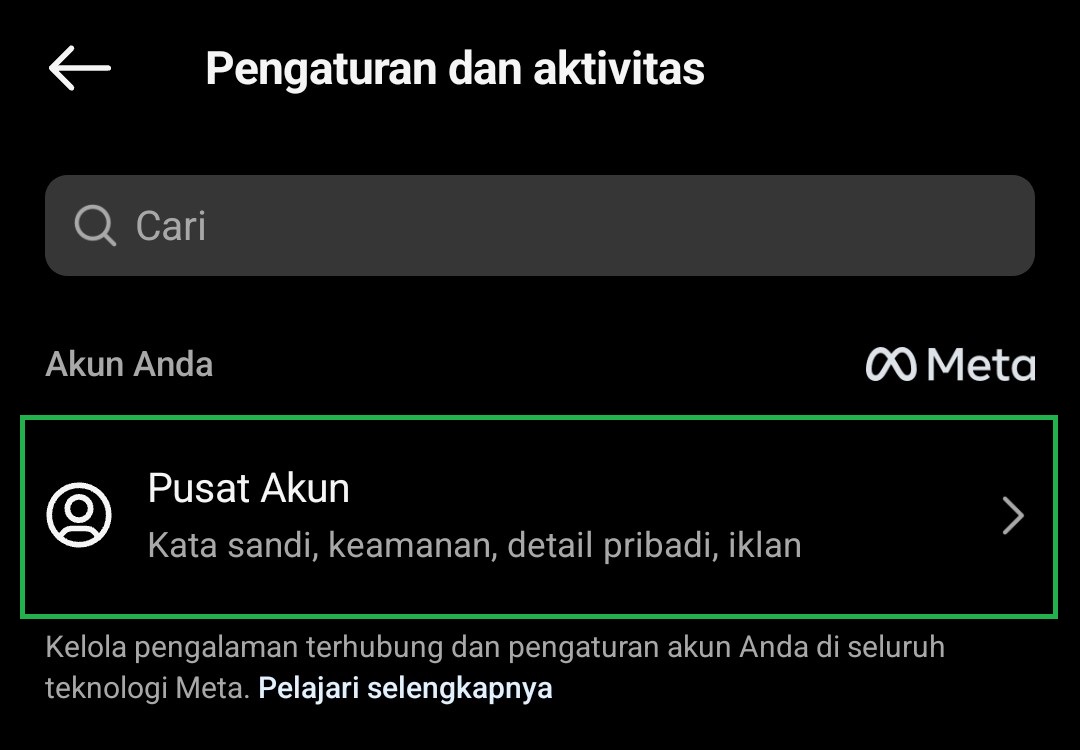 Pengaturan dan aktivitas
Cari
Akun Anda
Meta
Pusat Akun
Kata sandi, keamanan, detail pribadi, iklan
Kelola pengalaman terhubung dan pengaturan akun Anda di seluruh
teknologi Meta. Pelajari selengkapnya